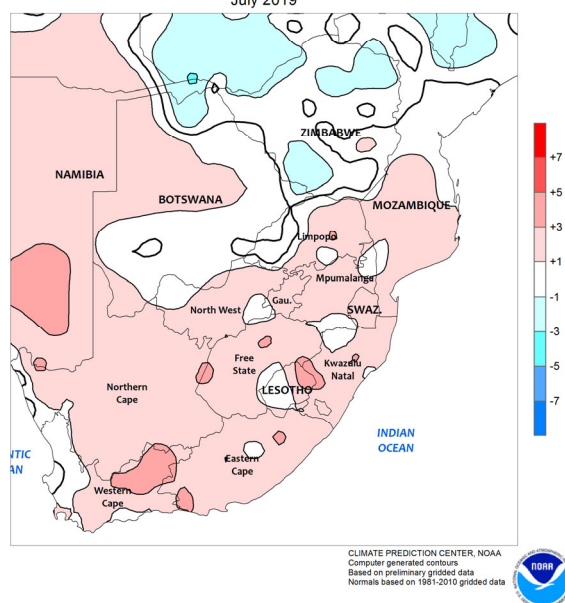 July 2019
ZIMBABWE
NAMIBIA
BOTSWANA
MOZAMBIQUE
Limpopo
Mpumalanga
North West
Gau.
SWAZ.
Free
State
Kwazulu
Natal
LESOTHO
Northern
Cape
Eastern
Cape
Western
Cape
NTIC
AN
INDIAN
OCEAN
+7
+5
+3
+1
-1
-3
-5
-7
CLIMATE PREDICTION CENTER, NOAA
Computer generated contours
Based on preliminary gridded data
Normals based on 1981-2010 gridded data
NOAA